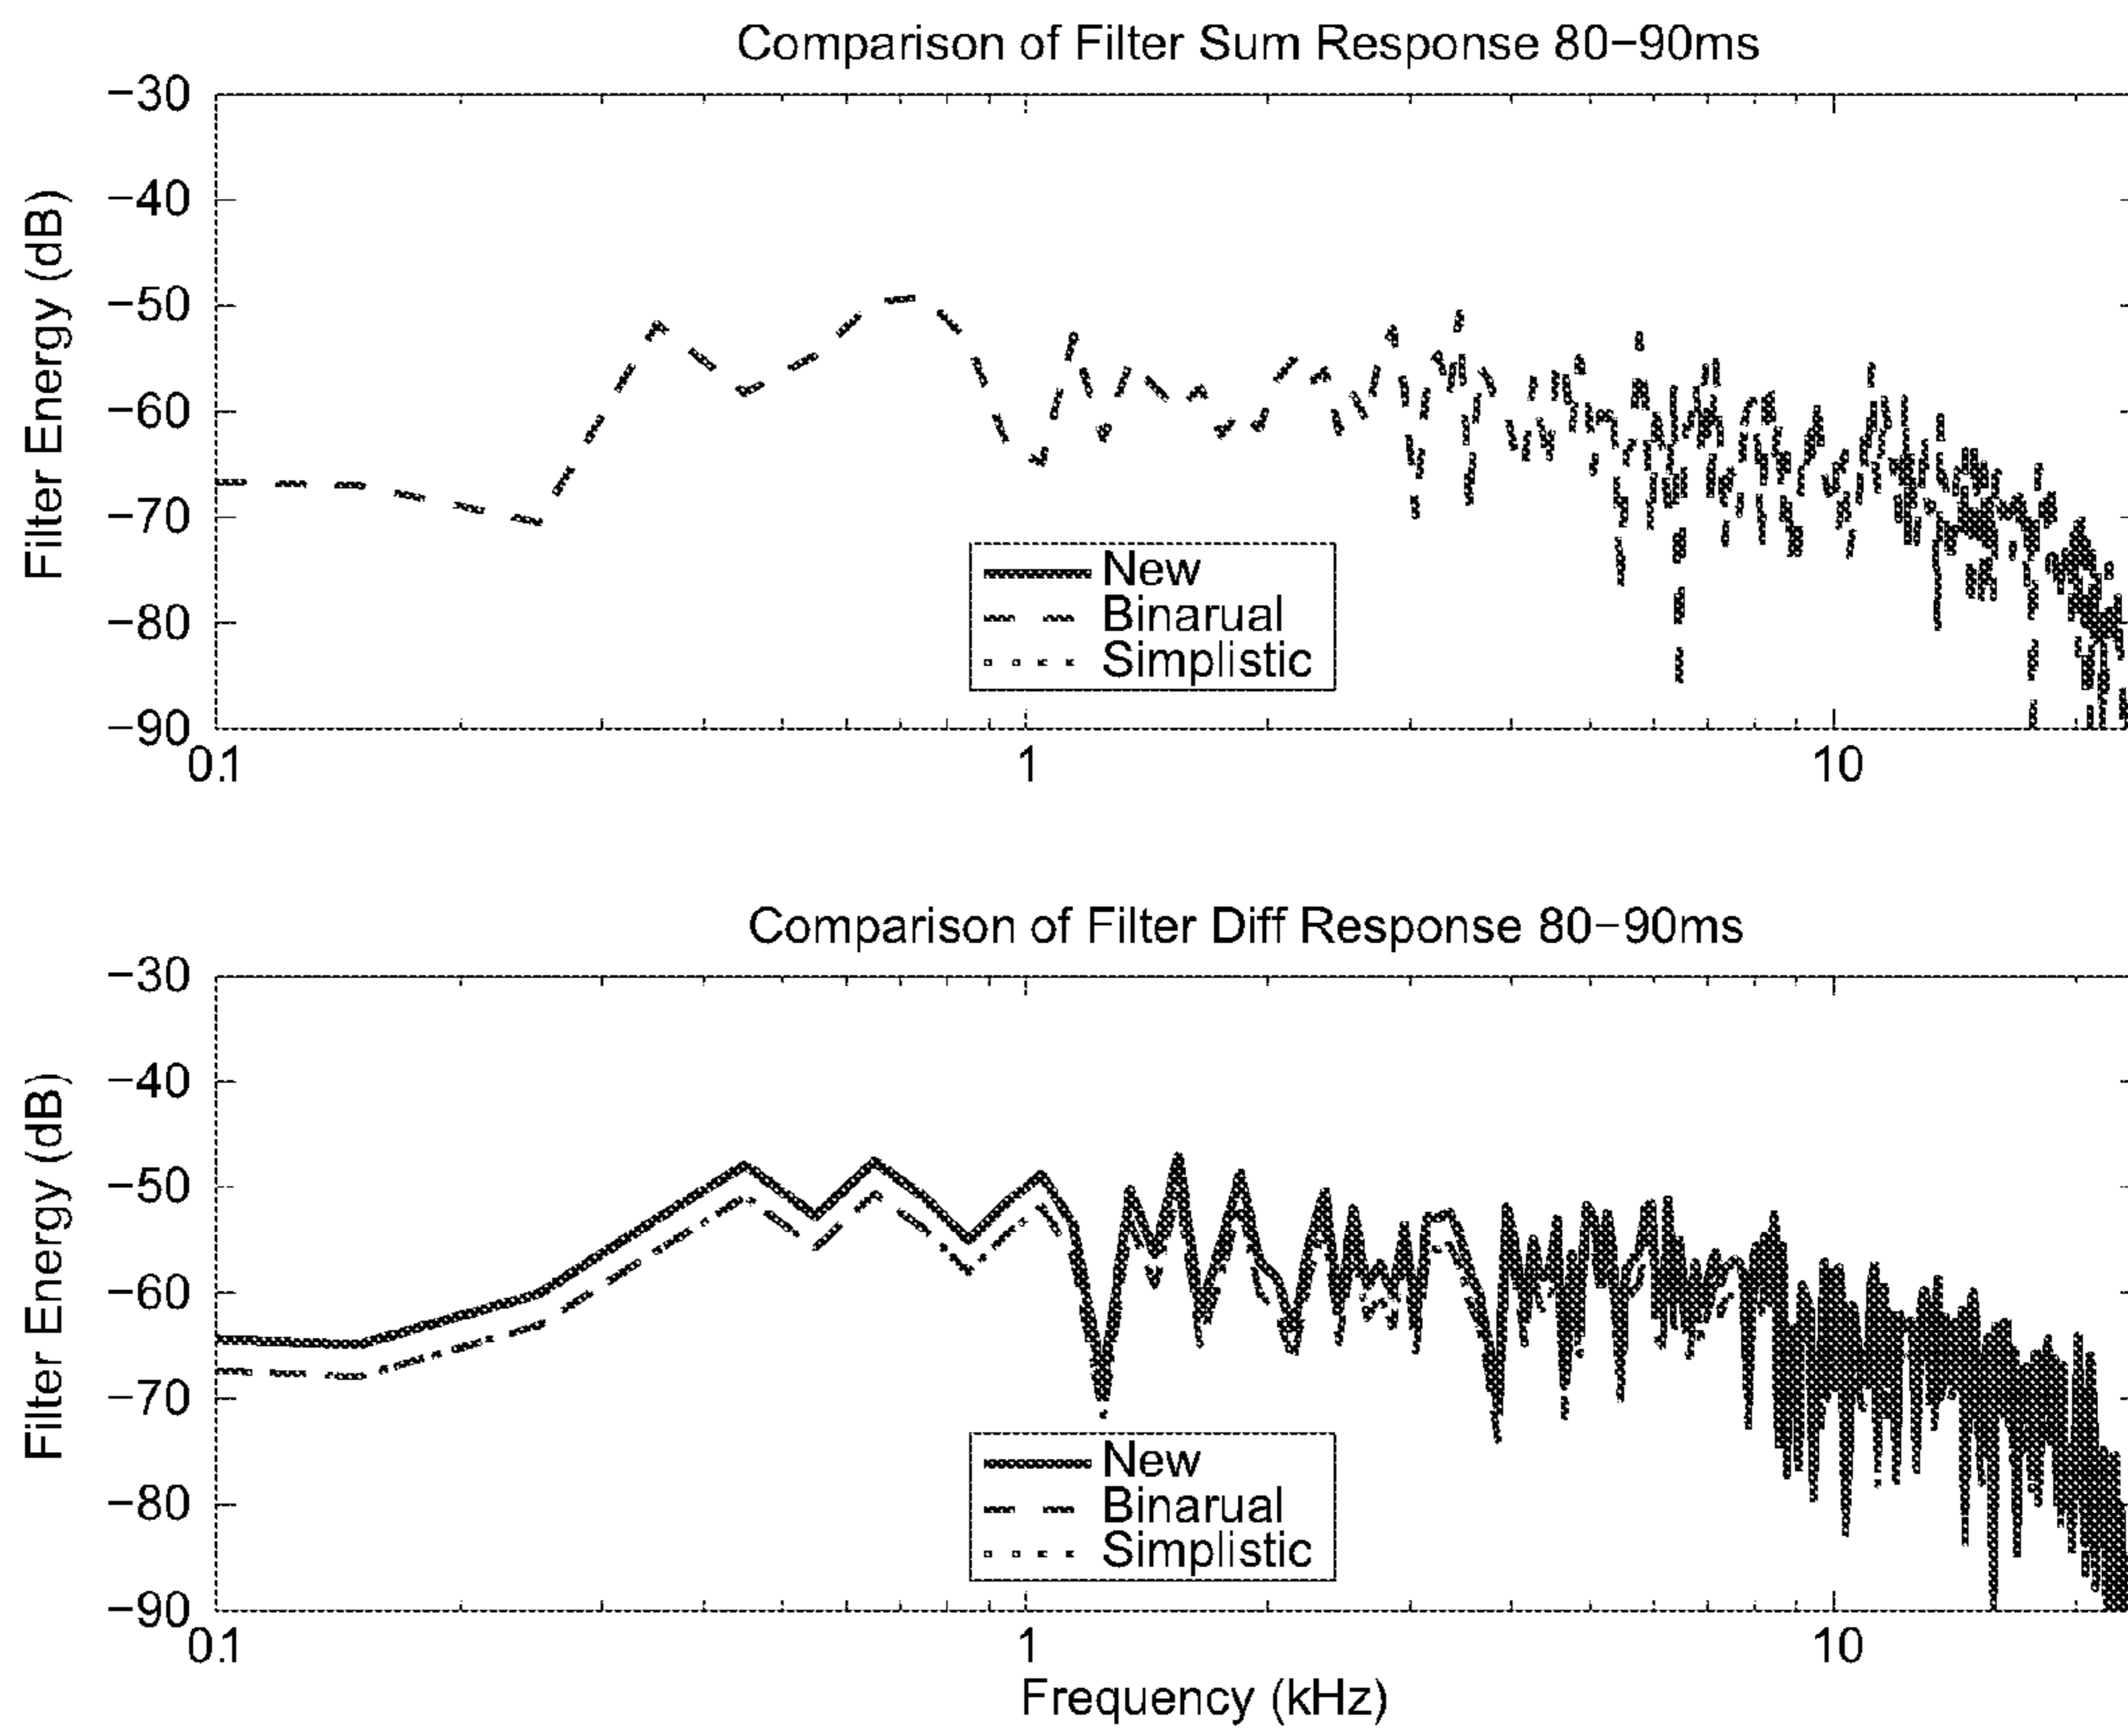 Comparison of Filter Sum Response 80−90ms
Filter Energy (dB)
−30
−40
−50
−60
−70
−80
−90
New
Binarual
Simplistic
0.1
1
10
Comparison of Filter Diff Response 80−90ms
Filter Energy (dB)
−30
−40
−50
−60
−70
−80
−90
New
Binarual
Simplistic
0.1
1
10
Frequency (kHz)